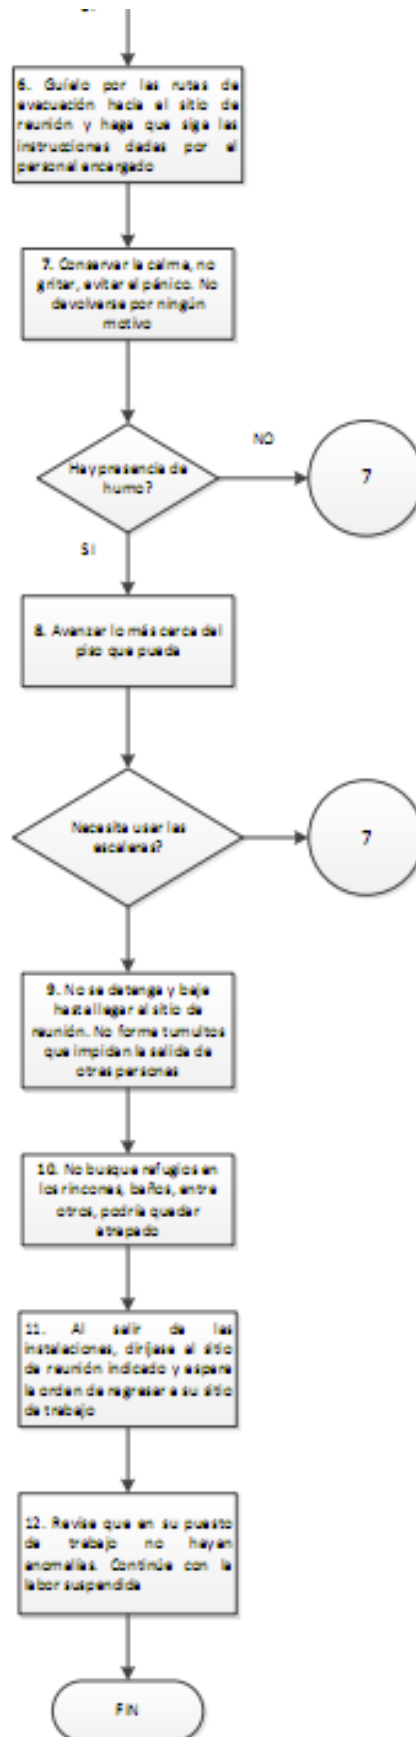 6. Guíelo por las rutas de
evacuación hacia el sitio de
reunión y haga que siga las
instrucciones dadas por el
personal encargado
7. Conservar la calma, no
gritar, evitar el pánico. No
devolverse por ningún
motivo
Hay presencia de
humo?
NO
7
SI
8. Avanzar lo más cerca del
piso que pueda
Necesita usar las
escaleras?
7
9. No se detenga y baje
hasta llegar al sitio de
reunión. No forme tumultos
que impidan la salida de
otras personas
10. No busque refugios en
los rincones, baños, entre
otros, podría quedar
atrapado
11. Al salir de las
instalaciones, diríjase al sitio
de reunión indicado y espere
la orden de regresar a su sitio
de trabajo
12. Revise que en su puesto
de trabajo no hayan
anomalías. Continúe con la
labor suspendida
FIN